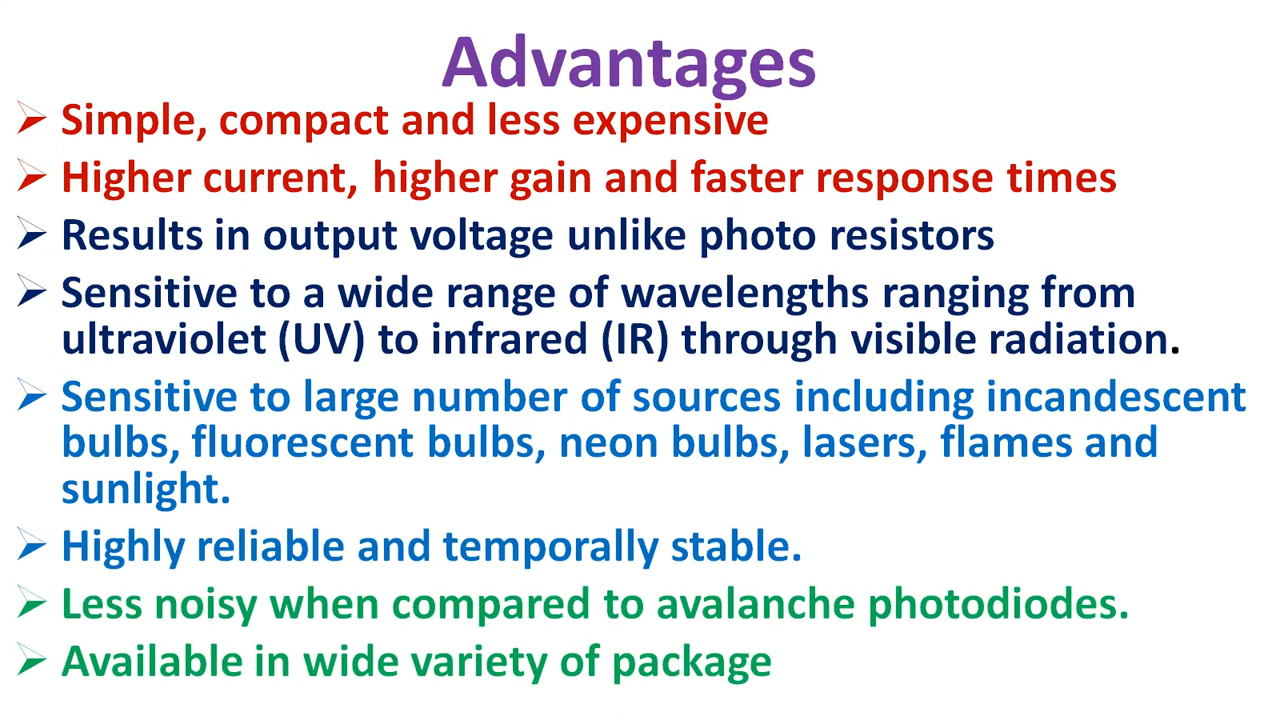 Advantages
Simple, compact and less expensive
Higher current, higher gain and faster response times
Results in output voltage unlike photo resistors
Sensitive to a wide range of wavelengths ranging from
ultraviolet (UV) to infrared (IR) through visible radiation.
Sensitive to large number of sources including incandescent
bulbs, fluorescent bulbs, neon bulbs, lasers, flames and
sunlight.
Highly reliable and temporally stable.
Less noisy when compared to avalanche photodiodes.
Available in wide variety of package